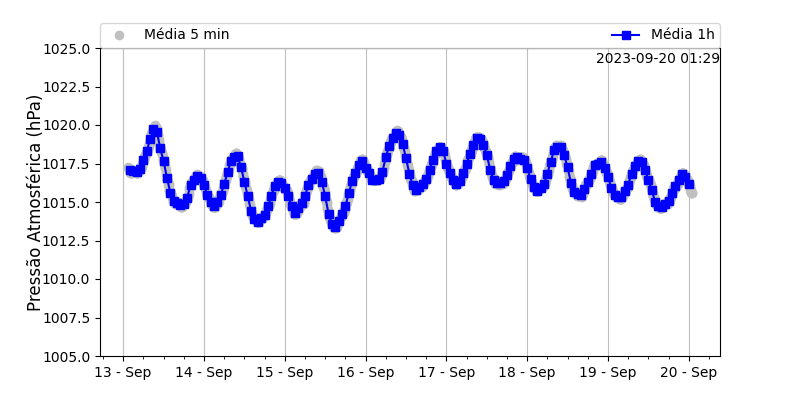 Média 5 min
Média 1h
2023-09-20 01:29
Pressão Atmosférica (hPa)
1025.0
1022.5
1020.0
1017.5
1015.0
1012.5
1010.0
1007.5
1005.0
13 - Sep
14 - Sep
15 - Sep
16 - Sep
17 - Sep
18 - Sep
19 - Sep
20 - Sep